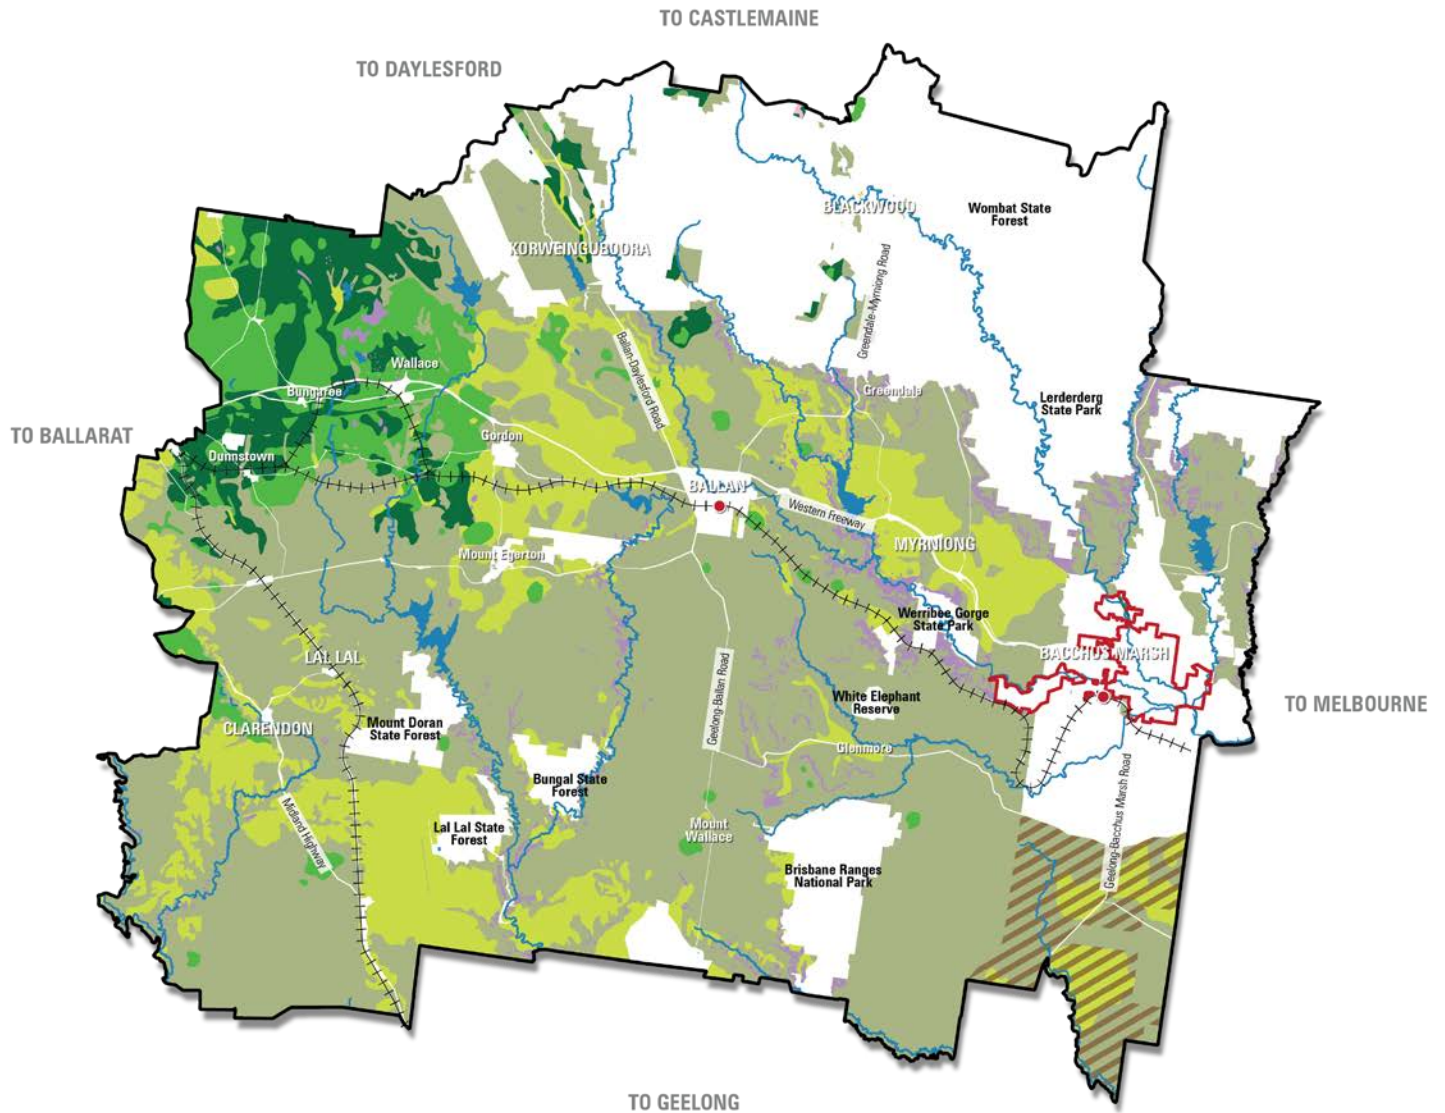 TO CASTLEMAINE
TO DAYLESFORD
BLACKWOOD
Wombat State
Forest
KORWEINGUBOORA
Greendale-Myrniong Road
Ballan-Daylesford Road
Wallace
Bungaree
Greendale
Lerderderg
State Park
TO BALLARAT
Gordon
Dunnstown
BALLAN
Western Freeway
MYRNIONG
Mount Egerton
Werribee Gorge
State Park
LAL LAL
BACCHUS MARSH
Geelong-Ballan Road
White Elephant
Reserve
TO MELBOURNE
CLARENDON
Mount Doran
State Forest
Glenmore
Bungal State
Forest
Midland Highway
Lal Lal State
Forest
Mount
Wallace
Geelong-Bacchus Marsh Road
Brisbane Ranges
National Park
TO GEELONG